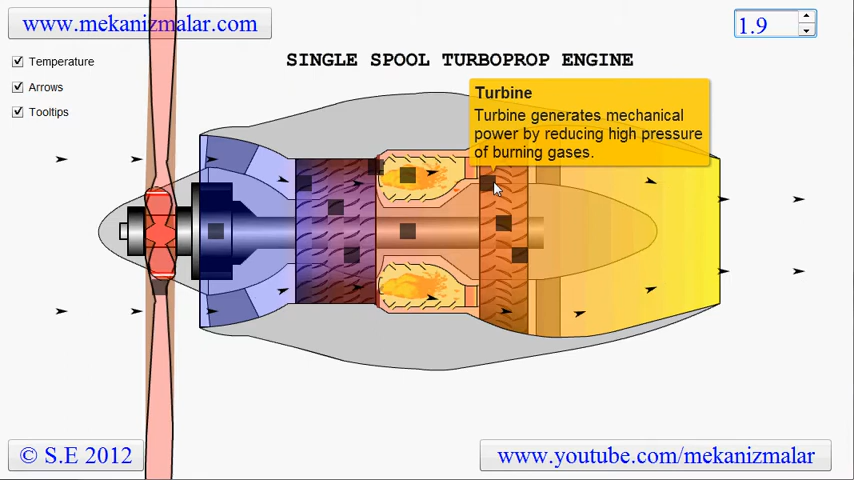 www.mekanizmalar.com
1.9
Temperature
Arrows
Tooltips
SINGLE SPOOL TURBOPROP ENGINE
Turbine
Turbine generates mechanical
power by reducing high pressure
of burning gases.
© S.E 2012
www.youtube.com/mekanizmalar